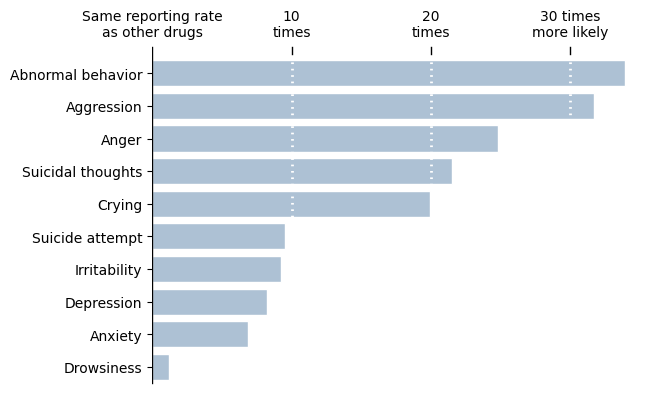 Same reporting rate
as other drugs
10
times
20
times
30 times
more likely
Abnormal behavior
Aggression
Anger
Suicidal thoughts
Crying
Suicide attempt
Irritability
Depression
Anxiety
Drowsiness